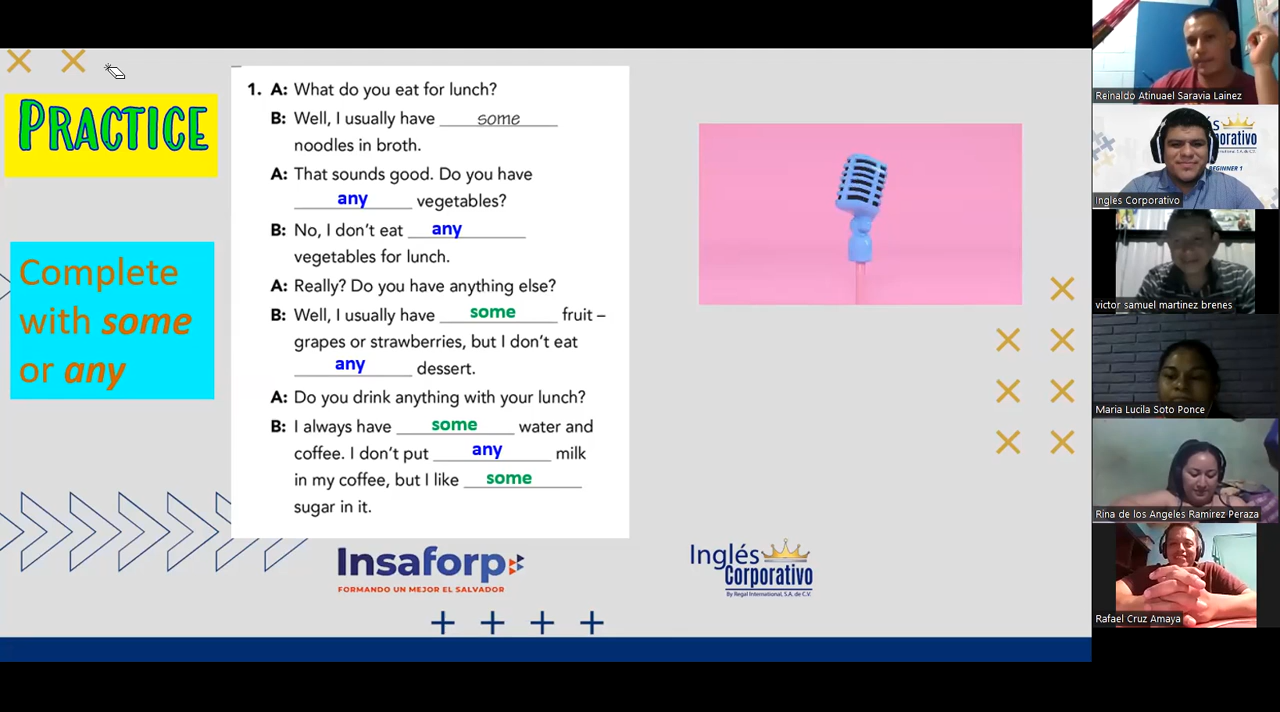 PRACTICE
Complete
with some
or any
1. A: What do you eat for lunch?
B: Well, I usually have some
noodles in broth.
A: That sounds good. Do you have
any vegetables?
B: No, I don't eat any
vegetables for lunch.
A: Really? Do you have anything else?
B: Well, I usually have some fruit –
grapes or strawberries, but I don't eat
any dessert.
A: Do you drink anything with your lunch?
B: I always have some water and
coffee. I don't put any milk
in my coffee, but I like some
sugar in it.
Insaforp
FORMANDO UN MEJOR EL SALVADOR
Inglés
Corporativo
By Regal International, S.A. de C.V.
Reinaldo Atinuael Saravia Lainez
BEGINNER 1
Ingles Corporativo
victor samuel martinez brenes
Maria Lucila Soto Ponce
Rina de los Angeles Ramirez Peraza
Rafael Cruz Amaya